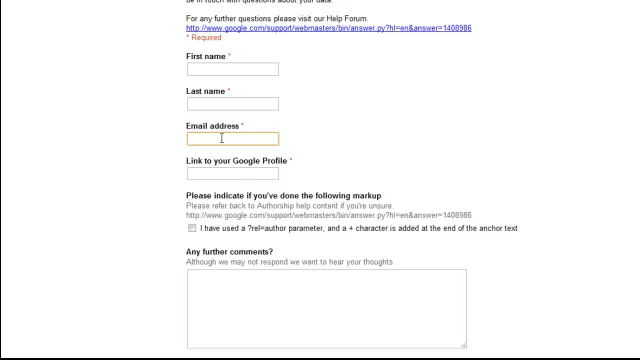 be in touch with questions about your data.
For any further questions please visit our Help Forum.
http://www.google.com/support/webmasters/bin/answer.py?hl=en&answer=1408986
* Required
First name *
Last name *
Email address *
Link to your Google Profile *
Please indicate if you've done the following markup
Please refer back to Authorship help content if you're unsure.
http://www.google.com/support/webmasters/bin/answer.py?hl=en&answer=1408986
I have used a ?rel=author parameter, and a + character is added at the end of the anchor text
Any further comments?
Although we may not respond we want to hear your thoughts